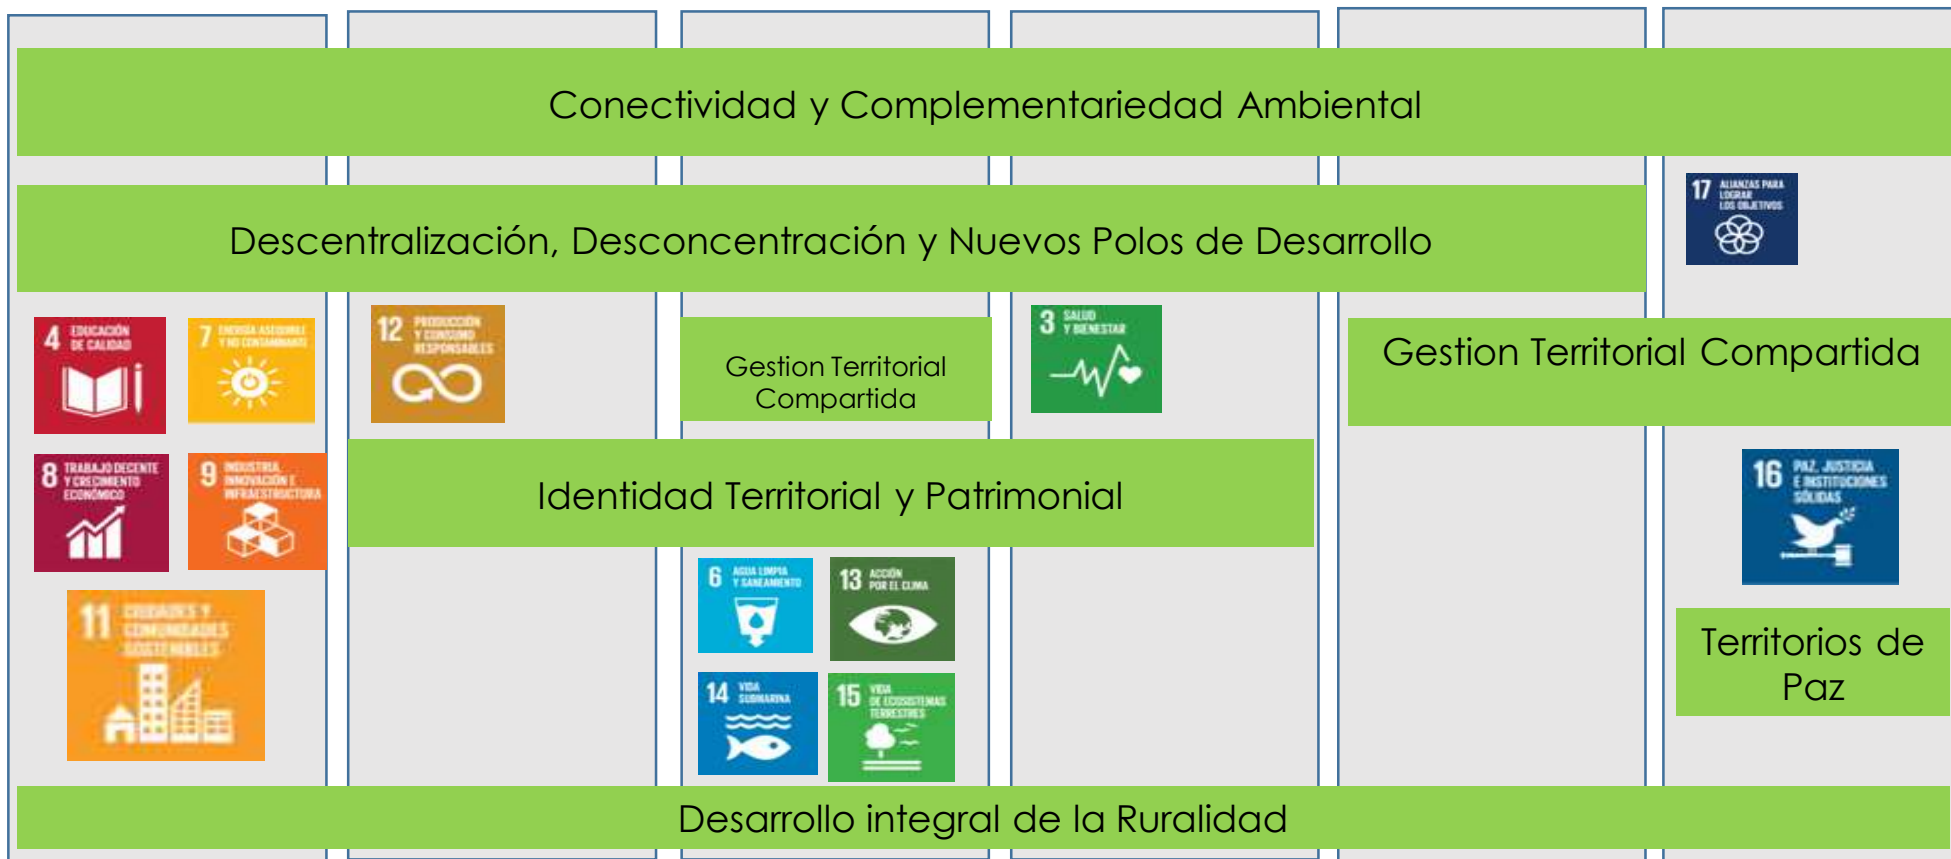 Conectividad y Complementariedad Ambiental
17 ALIANZAS PARA
LOGRAR
LOS OBJETIVOS
Descentralización, Desconcentración y Nuevos Polos de Desarrollo
4 EDUCACIÓN
DE CALIDAD
7 ENERGÍA ASEQUIBLE
Y NO CONTAMINANTE
12 PRODUCCIÓN
Y CONSUMO
RESPONSABLES
Gestion Territorial
Compartida
3 SALUD
Y BIENESTAR
Gestion Territorial Compartida
8 TRABAJO DECENTE
Y CRECIMIENTO
ECONÓMICO
9 INDUSTRIA,
INNOVACIÓN E
INFRAESTRUCTURA
Identidad Territorial y Patrimonial
16 PAZ, JUSTICIA
E INSTITUCIONES
SÓLIDAS
6 AGUA LIMPIA
Y SANEAMIENTO
13 ACCIÓN
POR EL CLIMA
11 CIUDADES Y
COMUNIDADES
SOSTENIBLES
14 VIDA
SUBMARINA
15 VIDA
DE ECOSISTEMAS
TERRESTRES
Territorios de
Paz
Desarrollo integral de la Ruralidad